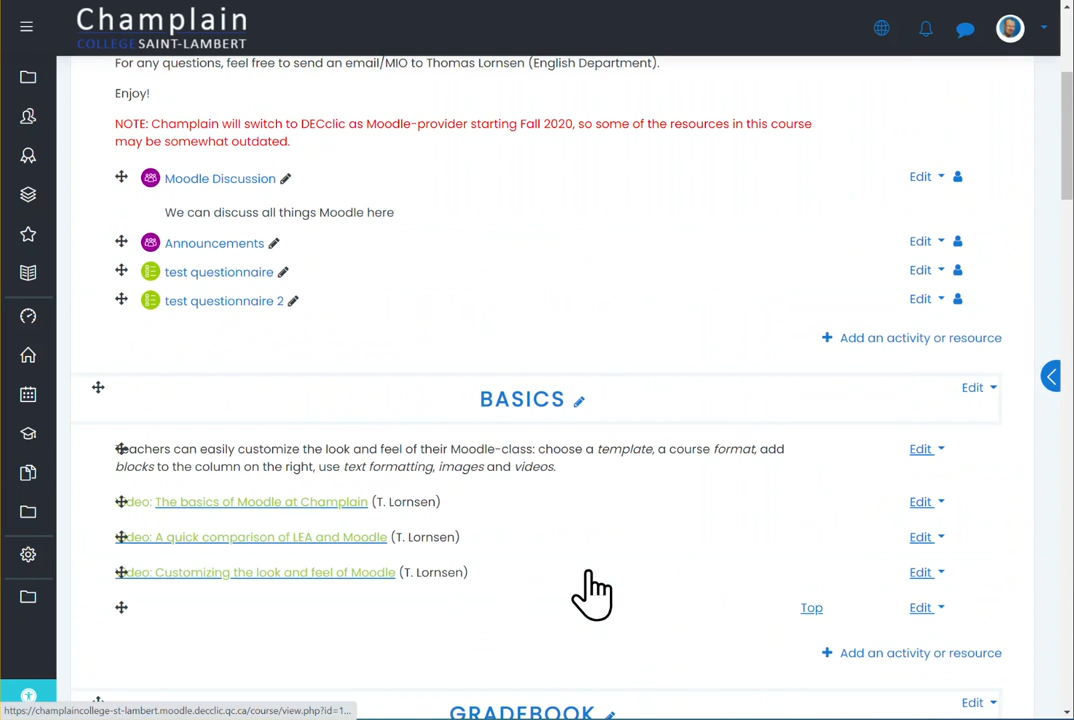 Champlain
COLLEGE SAINT-LAMBERT
For any questions, feel free to send an email/MIO to Thomas Lornsen (English Department).
Enjoy!
NOTE: Champlain will switch to DECclic as Moodle-provider starting Fall 2020, so some of the resources in this course
may be somewhat outdated.
Moodle Discussion Edit
We can discuss all things Moodle here
Announcements Edit
test questionnaire Edit
test questionnaire 2 Edit
+ Add an activity or resource
Edit
BASICS
Teachers can easily customize the look and feel of their Moodle-class: choose a template, a course format, add Edit
blocks to the column on the right, use text formatting, images and videos.
Video: The basics of Moodle at Champlain (T. Lornsen) Edit
Video: A quick comparison of LEA and Moodle (T. Lornsen) Edit
Video: Customizing the look and feel of Moodle (T. Lornsen) Edit
Top Edit
+ Add an activity or resource
Edit
GRADEBOOK
https://champlaincollege-st-lambert.moodle.decclic.qc.ca/course/view.php?id=1...